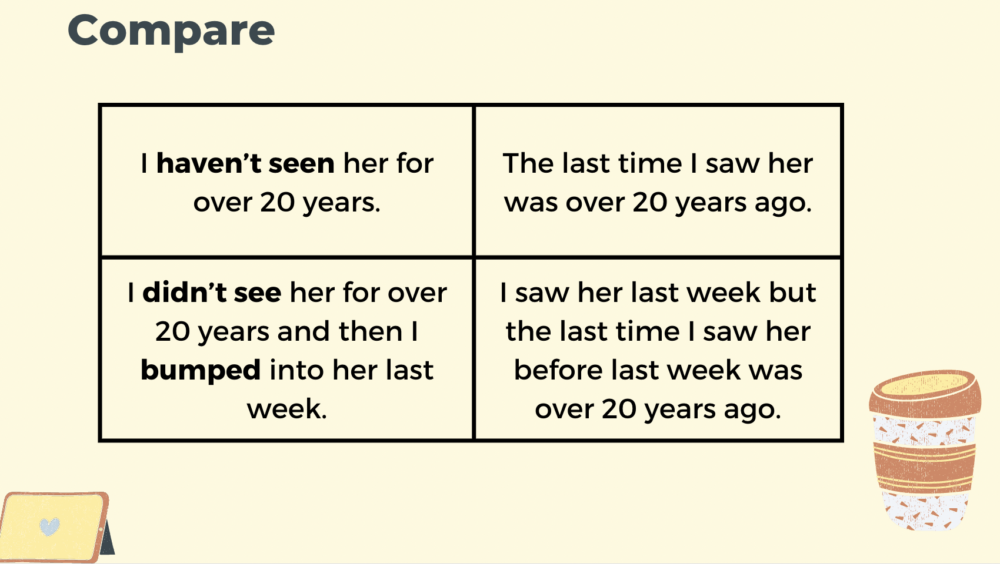 Compare
I haven’t seen her for
over 20 years.
The last time I saw her
was over 20 years ago.
I didn’t see her for over
20 years and then I
bumped into her last
week.
I saw her last week but
the last time I saw her
before last week was
over 20 years ago.